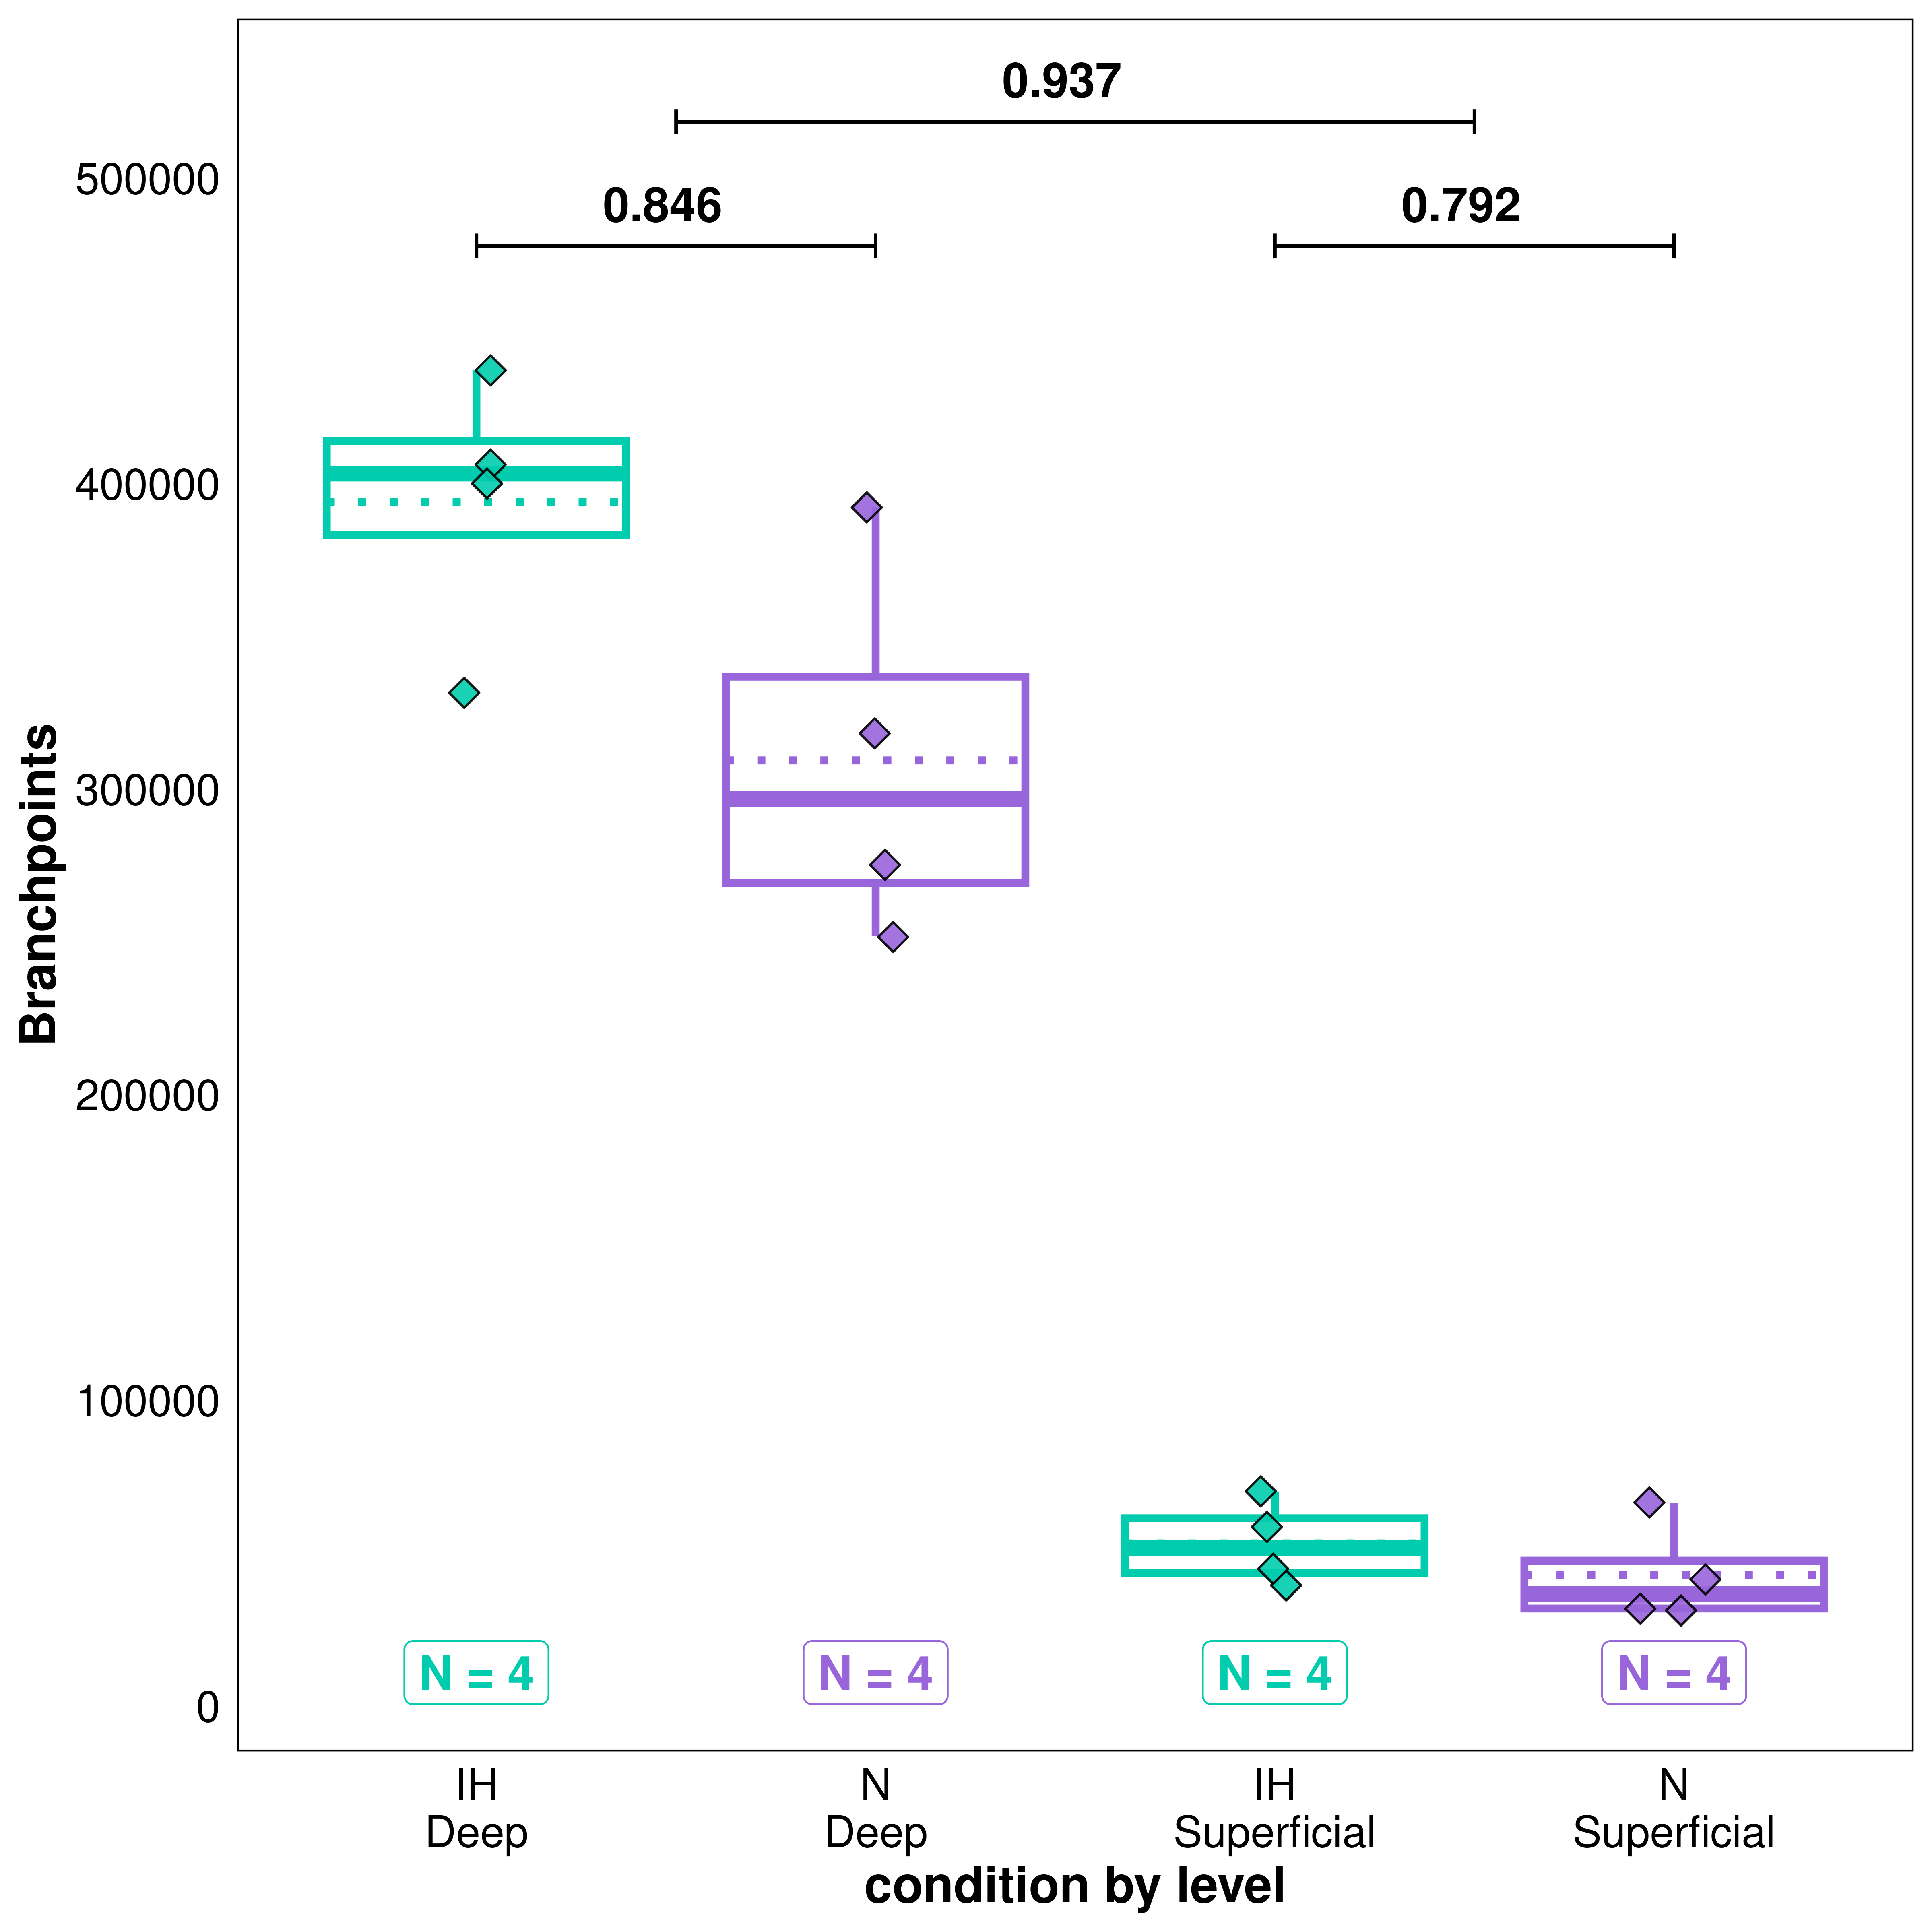 0.937
500000
0.846
0.792
400000
300000
Branchpoints
200000
100000
N = 4
N = 4
N = 4
N = 4
0
IH
Deep
N
Deep
IH
Superficial
N
Superficial
condition by level